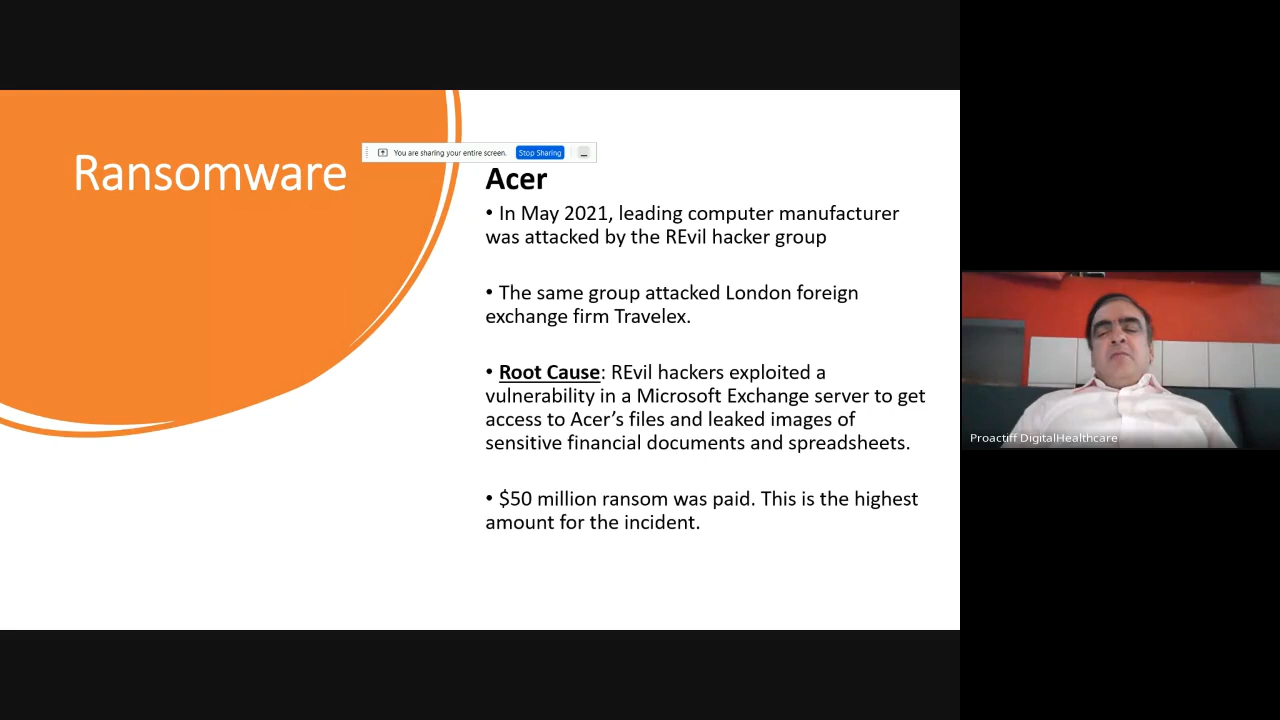 Ransomware
You are sharing your entire screen.
Stop Sharing
Acer
• In May 2021, leading computer manufacturer
was attacked by the REvil hacker group
• The same group attacked London foreign
exchange firm Travelex.
• Root Cause: REvil hackers exploited a
vulnerability in a Microsoft Exchange server to get
access to Acer’s files and leaked images of
sensitive financial documents and spreadsheets.
• $50 million ransom was paid. This is the highest
amount for the incident.
Proactiff DigitalHealthcare